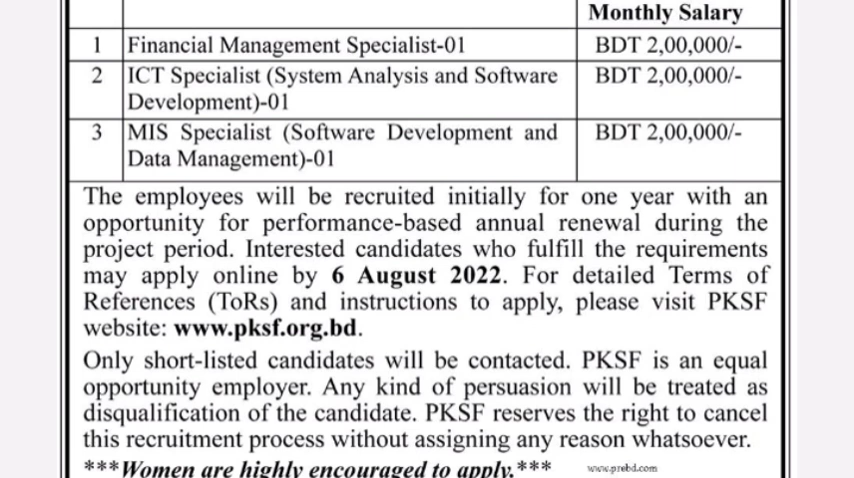 Monthly Salary
1 Financial Management Specialist-01 BDT 2,00,000/-
2 ICT Specialist (System Analysis and Software BDT 2,00,000/-
Development)-01
3 MIS Specialist (Software Development and BDT 2,00,000/-
Data Management)-01
The employees will be recruited initially for one year with an
opportunity for performance-based annual renewal during the
project period. Interested candidates who fulfill the requirements
may apply online by 6 August 2022. For detailed Terms of
References (ToRs) and instructions to apply, please visit PKSF
website: www.pksf.org.bd.
Only short-listed candidates will be contacted. PKSF is an equal
opportunity employer. Any kind of persuasion will be treated as
disqualification of the candidate. PKSF reserves the right to cancel
this recruitment process without assigning any reason whatsoever.
***Women are highly encouraged to apply.*** www.prebd.com